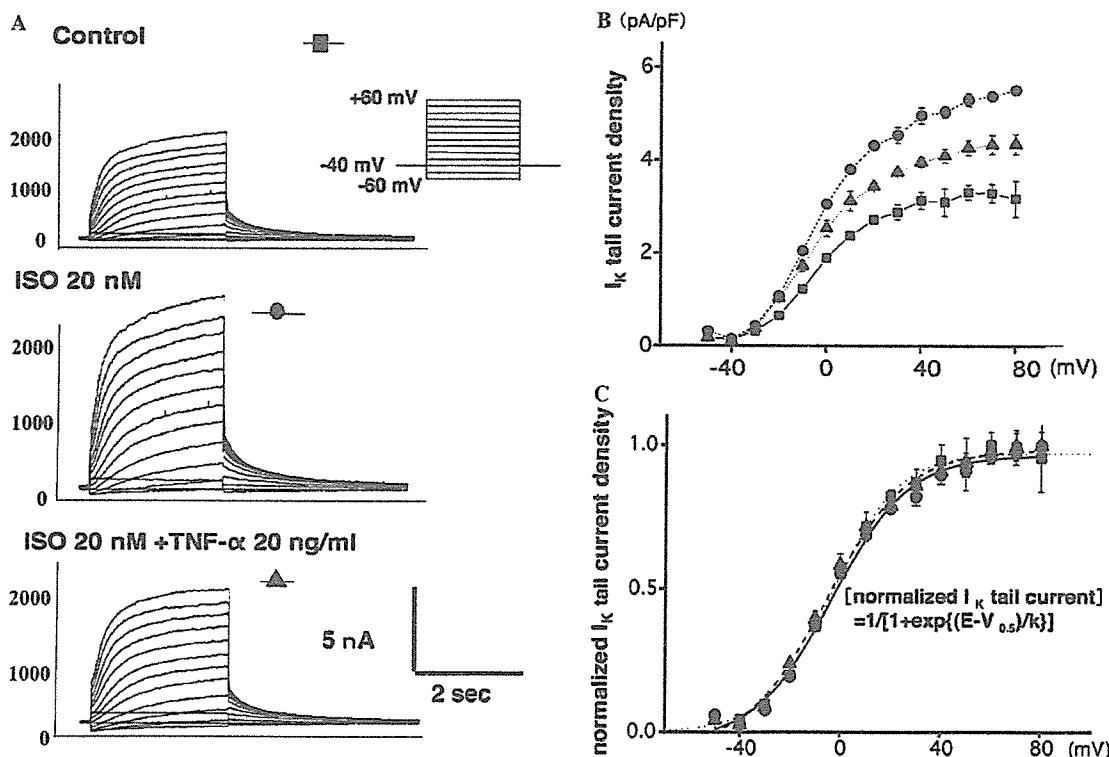 A
Control
+60 mV
-40 mV
-60 mV
2000
1000
0
ISO 20 nM
2000
1000
0
ISO 20 nM +TNF-α 20 ng/ml
2000
1000
0
5 nA
2 sec
B (pA/pF)
I K tail current density
6
4
2
0
-40 0 40 80 (mV)
C
normalized I K tail current density
1.0
0.5
0.0
[normalized I K tail current]
=1/[1+exp{(E-V 0.5)/k}]
-40 0 40 80 (mV)